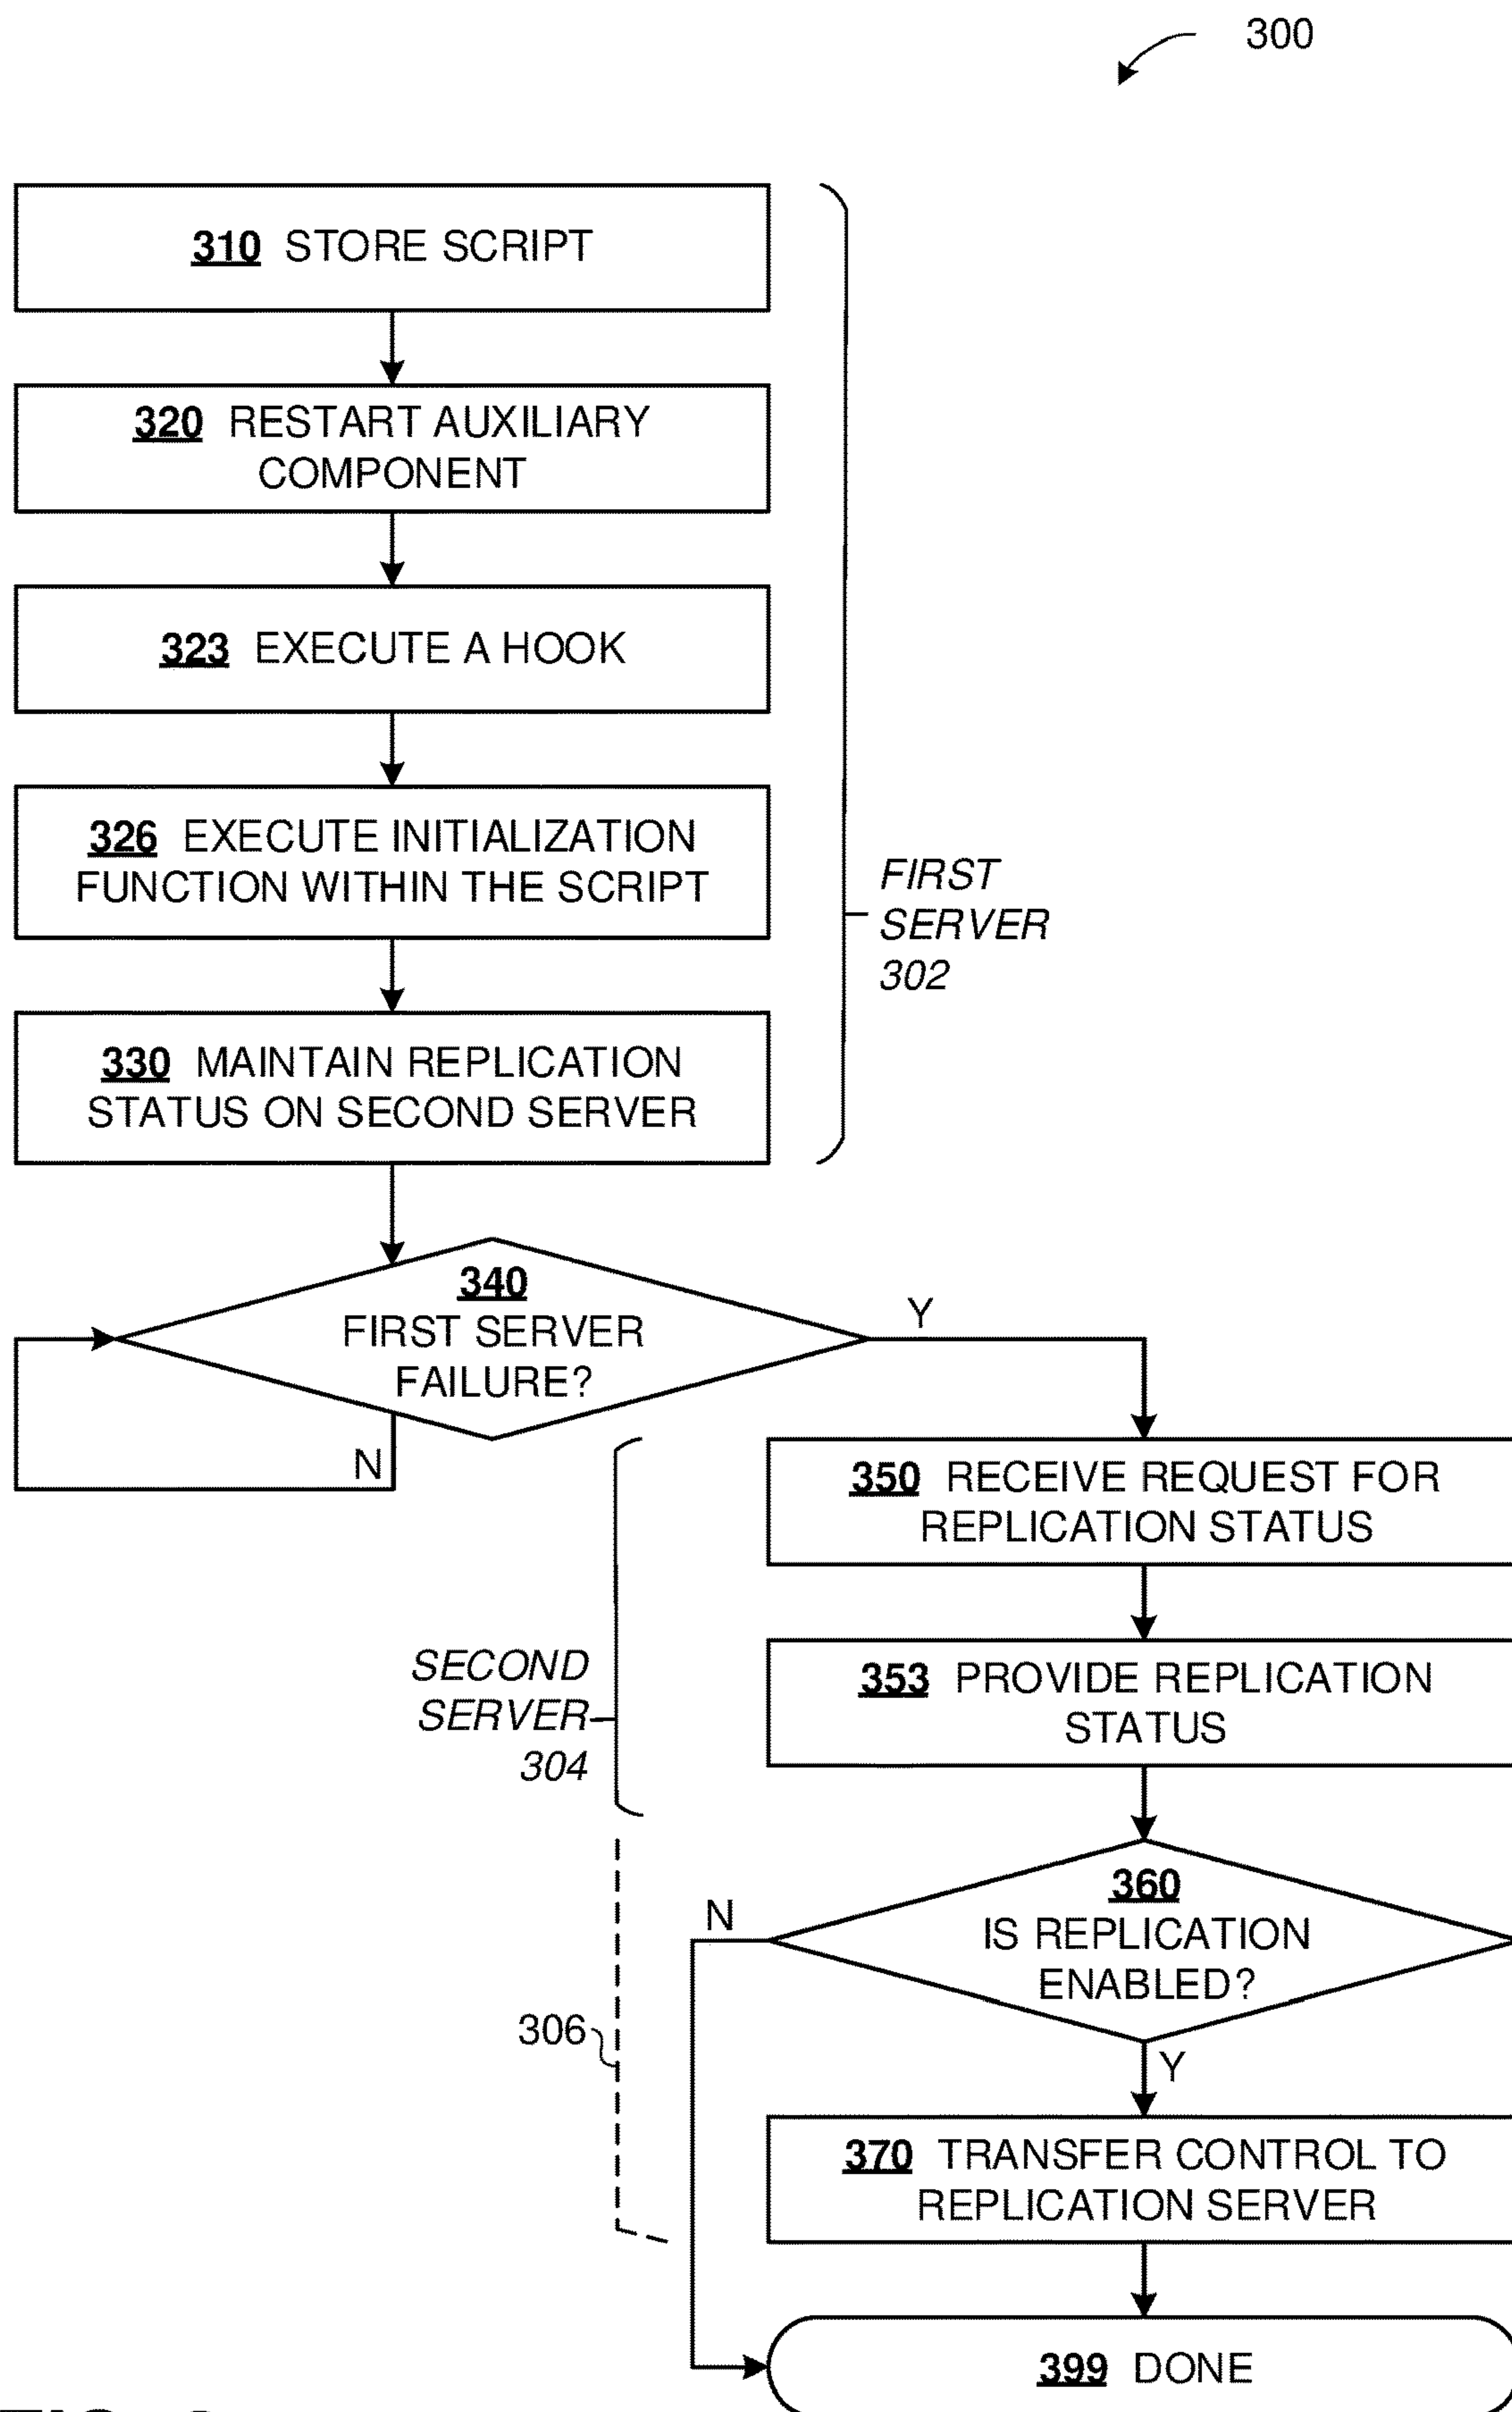 300
310 STORE SCRIPT
320 RESTART AUXILIARY
COMPONENT
323 EXECUTE A HOOK
326 EXECUTE INITIALIZATION
FUNCTION WITHIN THE SCRIPT
FIRST
SERVER
302
330 MAINTAIN REPLICATION
STATUS ON SECOND SERVER
340
FIRST SERVER
FAILURE?
Y
N
350 RECEIVE REQUEST FOR
REPLICATION STATUS
SECOND
SERVER
304
353 PROVIDE REPLICATION
STATUS
360
IS REPLICATION
ENABLED?
N
Y
306
370 TRANSFER CONTROL TO
REPLICATION SERVER
399 DONE